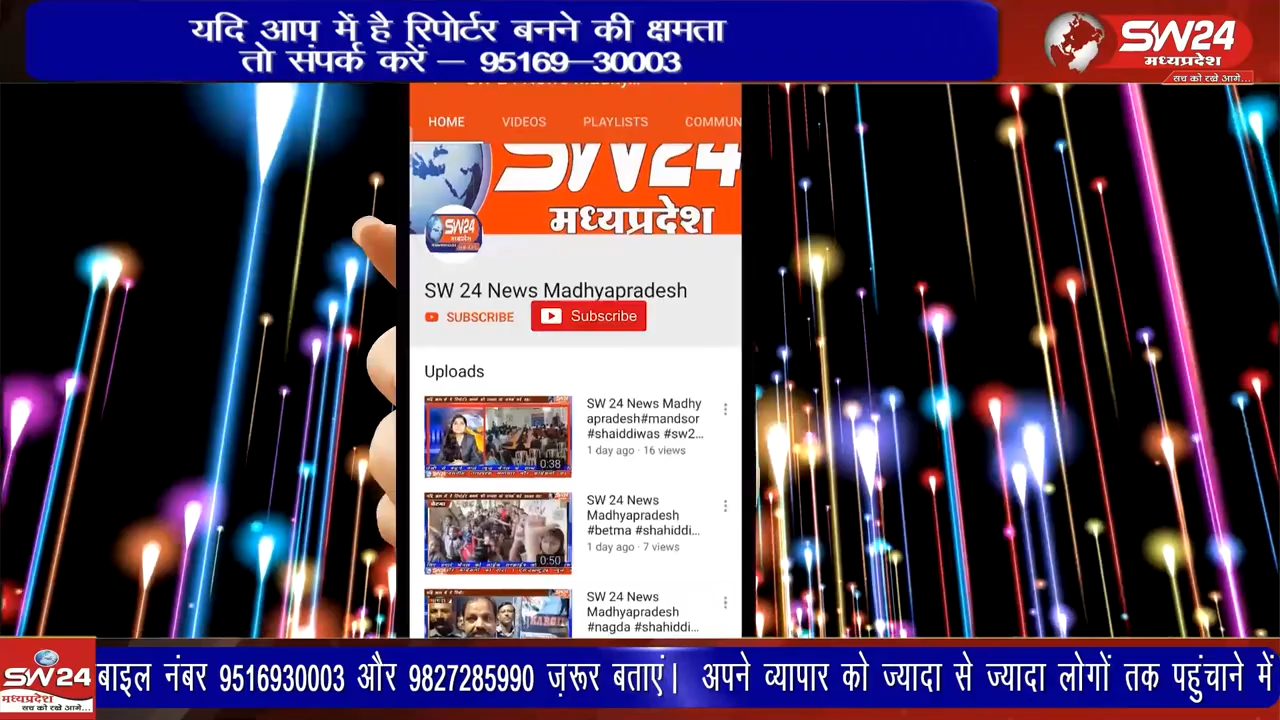 यदि आप में है रिपोर्टर बनने की क्षमता
तो संपर्क करें – 95169–30003
SW24
मध्यप्रदेश
सच को रखे आगे...
HOME VIDEOS PLAYLISTS COMMUN
SW24
मध्यप्रदेश
SW24
SW 24 News Madhyapradesh
SUBSCRIBE Subscribe
Uploads
SW 24 News Madhy
apradesh#mandsor
#shaiddiwas #sw2...
1 day ago · 16 views
0:38
SW 24 News
Madhyapradesh
#betma #shahiddi...
1 day ago · 7 views
0:50
SW 24 News
Madhyapradesh
#nagda #shahiddi...
SW24
मध्यप्रदेश
सच को रखे आगे...
बाइल नंबर 9516930003 और 9827285990 ज़रूर बताएं। अपने व्यापार को ज्यादा से ज्यादा लोगों तक पहुंचाने में